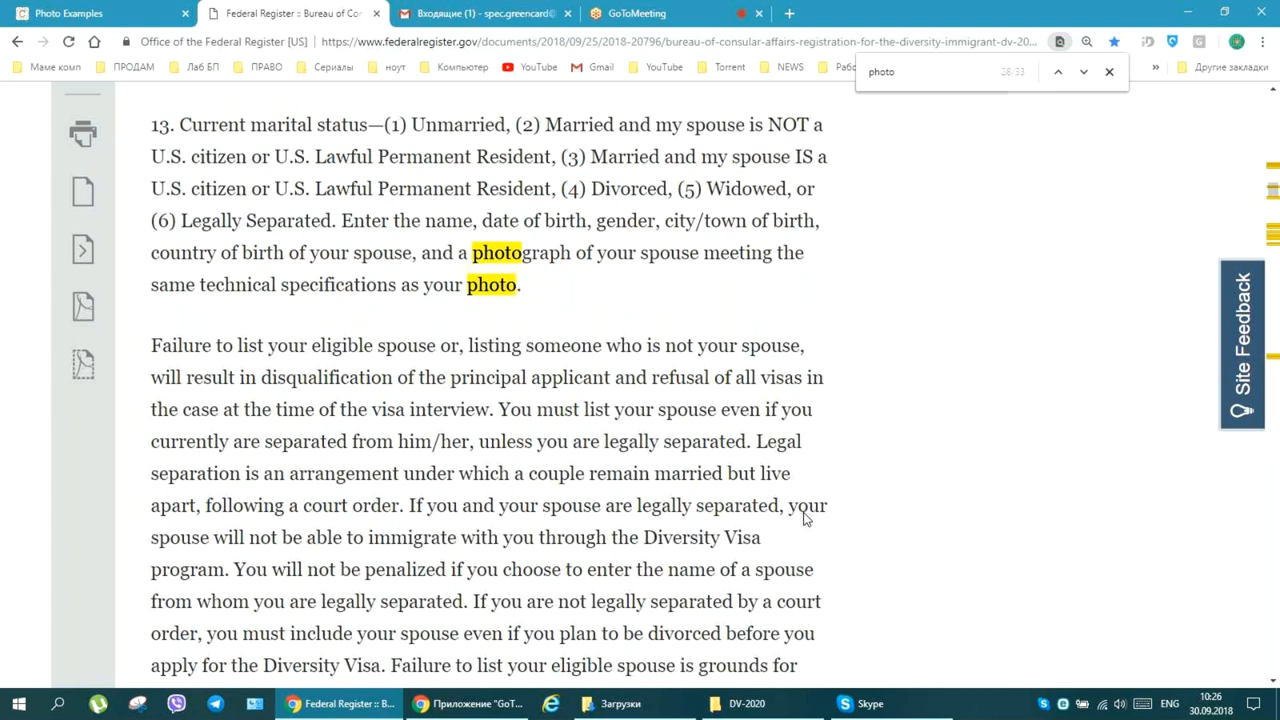 Photo Examples
Federal Register :: Bureau of Con
Входящие (1) - spec.greencard@
GoToMeeting
Office of the Federal Register [US] | https://www.federalregister.gov/documents/2018/09/25/2018-20796/bureau-of-consular-affairs-registration-for-the-diversity-immigrant-dv-20...
Маме комп
ПРОДАМ
Лаб БП
ПРАВО
Сериалы
ноут
Компьютер
YouTube
Gmail
YouTube
Torrent
NEWS
Раб
Другие закладки
photo
28/33
13. Current marital status—(1) Unmarried, (2) Married and my spouse is NOT a
U.S. citizen or U.S. Lawful Permanent Resident, (3) Married and my spouse IS a
U.S. citizen or U.S. Lawful Permanent Resident, (4) Divorced, (5) Widowed, or
(6) Legally Separated. Enter the name, date of birth, gender, city/town of birth,
country of birth of your spouse, and a photograph of your spouse meeting the
same technical specifications as your photo.
Failure to list your eligible spouse or, listing someone who is not your spouse,
will result in disqualification of the principal applicant and refusal of all visas in
the case at the time of the visa interview. You must list your spouse even if you
currently are separated from him/her, unless you are legally separated. Legal
separation is an arrangement under which a couple remain married but live
apart, following a court order. If you and your spouse are legally separated, your
spouse will not be able to immigrate with you through the Diversity Visa
program. You will not be penalized if you choose to enter the name of a spouse
from whom you are legally separated. If you are not legally separated by a court
order, you must include your spouse even if you plan to be divorced before you
apply for the Diversity Visa. Failure to list your eligible spouse is grounds for
Site Feedback
Federal Register :: B...
Приложение "GoT...
Загрузки
DV-2020
Skype
ENG
10:26
30.09.2018